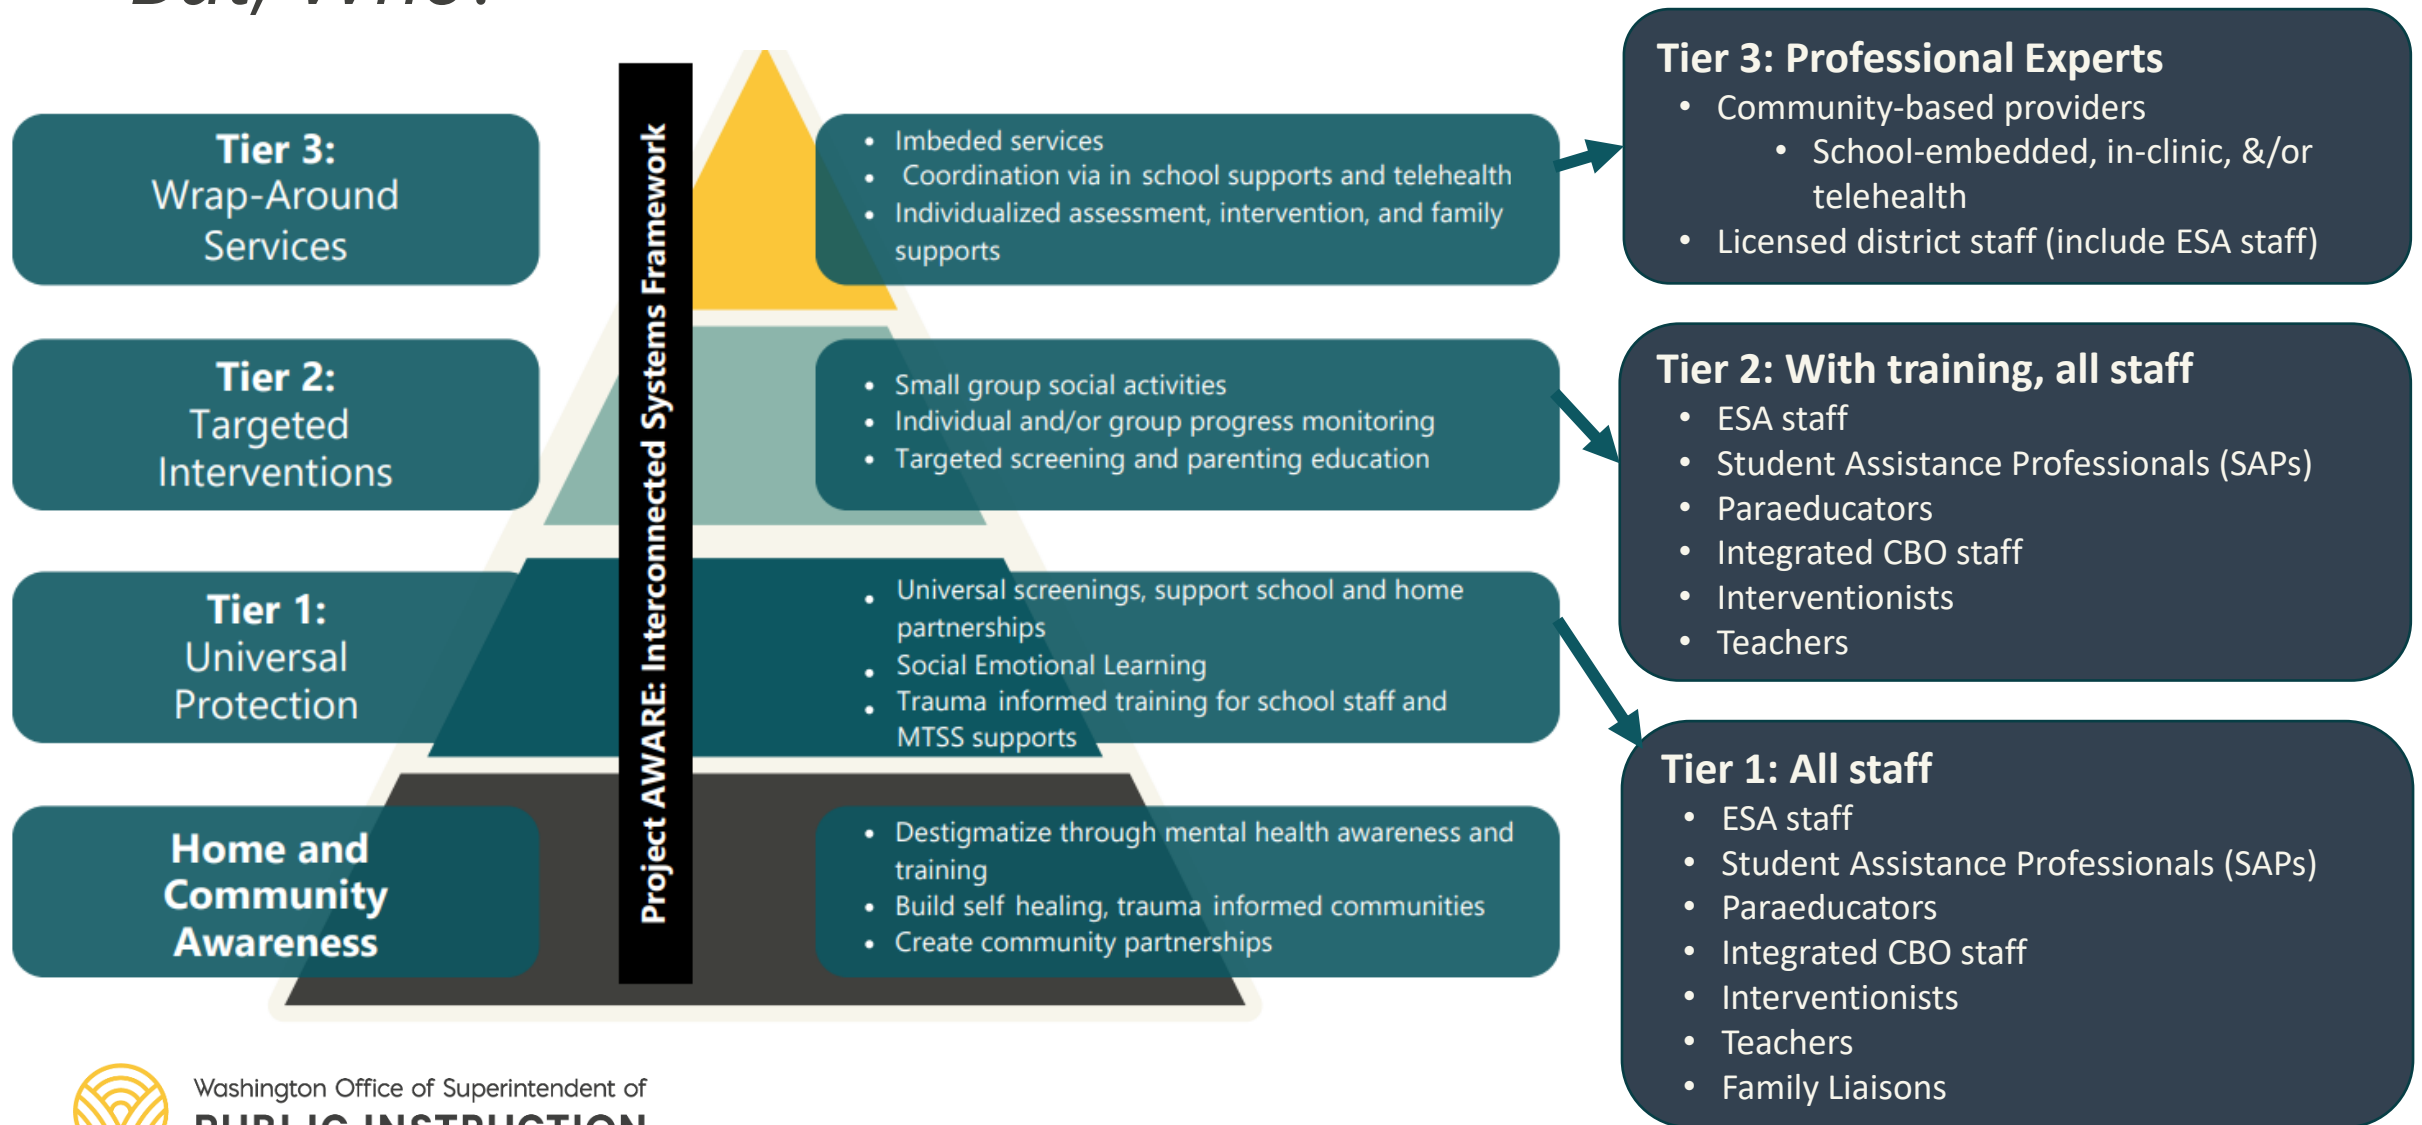 But, Who?
Tier 3:
Wrap-Around
Services
• Imbeded services
• Coordination via in school supports and telehealth
• Individualized assessment, intervention, and family
supports
Tier 2:
Targeted
Interventions
• Small group social activities
• Individual and/or group progress monitoring
• Targeted screening and parenting education
Tier 1:
Universal
Protection
• Universal screenings, support school and home
partnerships
• Social Emotional Learning
• Trauma informed training for school staff and
MTSS supports
Home and
Community
Awareness
• Destigmatize through mental health awareness and
training
• Build self healing, trauma informed communities
• Create community partnerships
Project AWARE: Interconnected Systems Framework
Tier 3: Professional Experts
• Community-based providers
• School-embedded, in-clinic, &/or
telehealth
• Licensed district staff (include ESA staff)
Tier 2: With training, all staff
• ESA staff
• Student Assistance Professionals (SAPs)
• Paraeducators
• Integrated CBO staff
• Interventionists
• Teachers
Tier 1: All staff
• ESA staff
• Student Assistance Professionals (SAPs)
• Paraeducators
• Integrated CBO staff
• Interventionists
• Teachers
• Family Liaisons
Washington Office of Superintendent of
PUBLIC INSTRUCTION